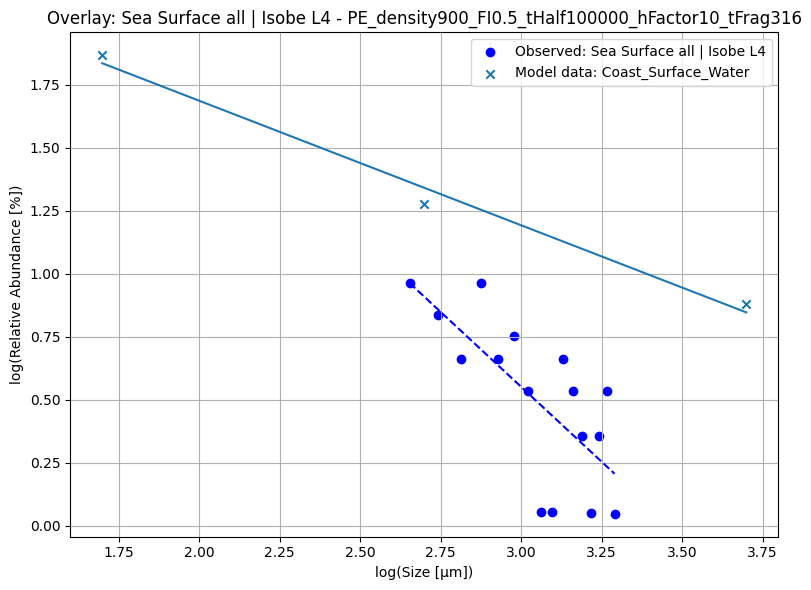 Overlay: Sea Surface all | Isobe L4 - PE_density900_FI0.5_tHalf100000_hFactor10_tFrag316
Observed: Sea Surface all | Isobe L4
Model data: Coast_Surface_Water
log(Relative Abundance [%])
1.75
1.50
1.25
1.00
0.75
0.50
0.25
0.00
1.75 2.00 2.25 2.50 2.75 3.00 3.25 3.50 3.75
log(Size [µm])